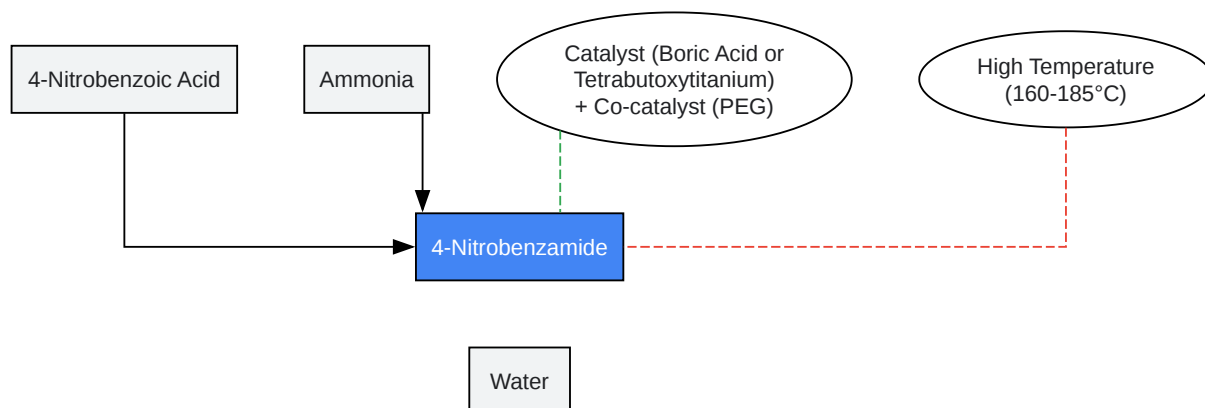 4-Nitrobenzoic Acid
Ammonia
Catalyst (Boric Acid or
Tetrabutoxytitanium)
+ Co-catalyst (PEG)
High Temperature
(160-185°C)
4-Nitrobenzamide
Water